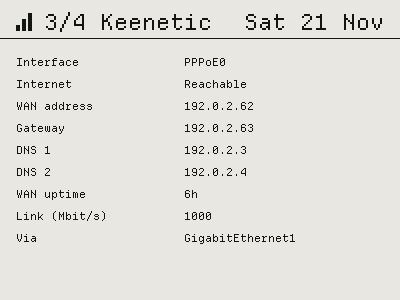 3/4 Keenetic Sat 21 Nov
Interface PPPoE0
Internet Reachable
WAN address 192.0.2.62
Gateway 192.0.2.63
DNS 1 192.0.2.3
DNS 2 192.0.2.4
WAN uptime 6h
Link (Mbit/s) 1000
Via GigabitEthernet1